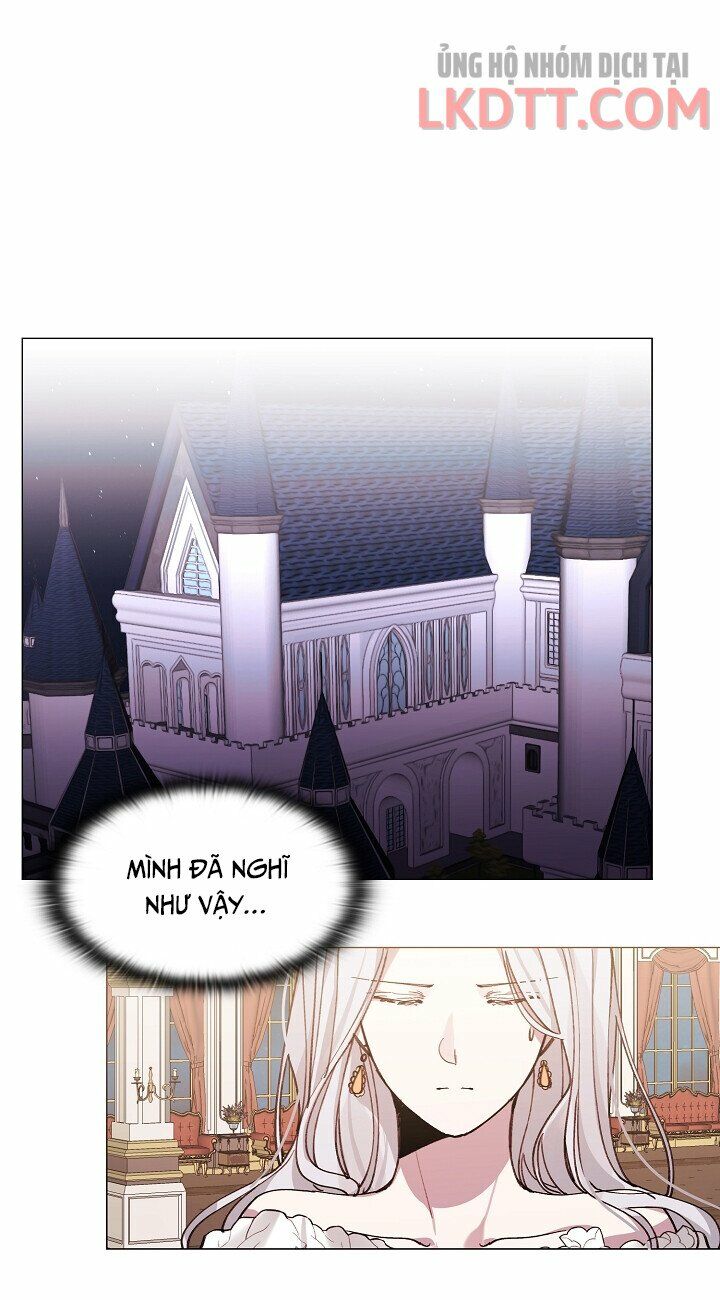 ỦNG HỘ NHÓM DỊCH TẠI
LKDTT.COM
MÌNH ĐÃ NGHĨ
NHƯ VẬY...